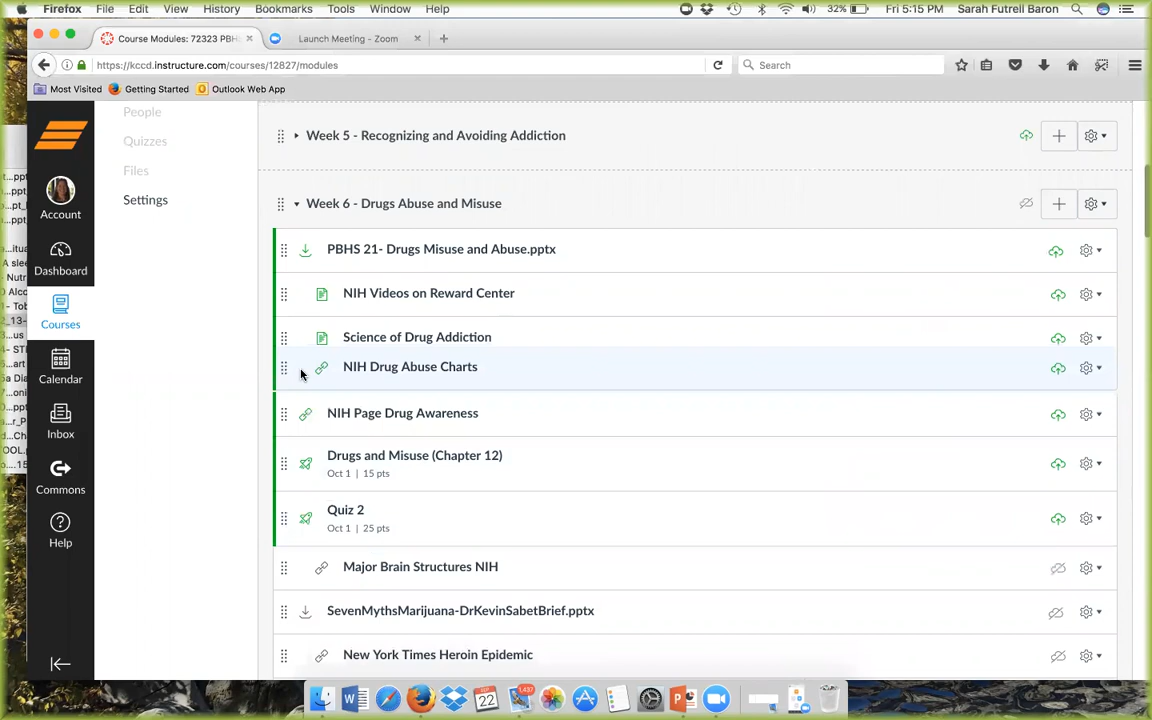 Firefox File Edit View History Bookmarks Tools Window Help 32% Fri 5:15 PM Sarah Futrell Baron
Course Modules: 72323 PBH Launch Meeting - Zoom
https://kccd.instructure.com/courses/12827/modules Search
Most Visited Getting Started Outlook Web App
People
Quizzes
Files
Settings
Account
Dashboard
Courses
Calendar
Inbox
Commons
Help
Week 5 - Recognizing and Avoiding Addiction
Week 6 - Drugs Abuse and Misuse
PBHS 21- Drugs Misuse and Abuse.pptx
NIH Videos on Reward Center
Science of Drug Addiction
NIH Drug Abuse Charts
NIH Page Drug Awareness
Drugs and Misuse (Chapter 12)
Oct 1 | 15 pts
Quiz 2
Oct 1 | 25 pts
Major Brain Structures NIH
SevenMythsMarijuana-DrKevinSabetBrief.pptx
New York Times Heroin Epidemic
1,437
22